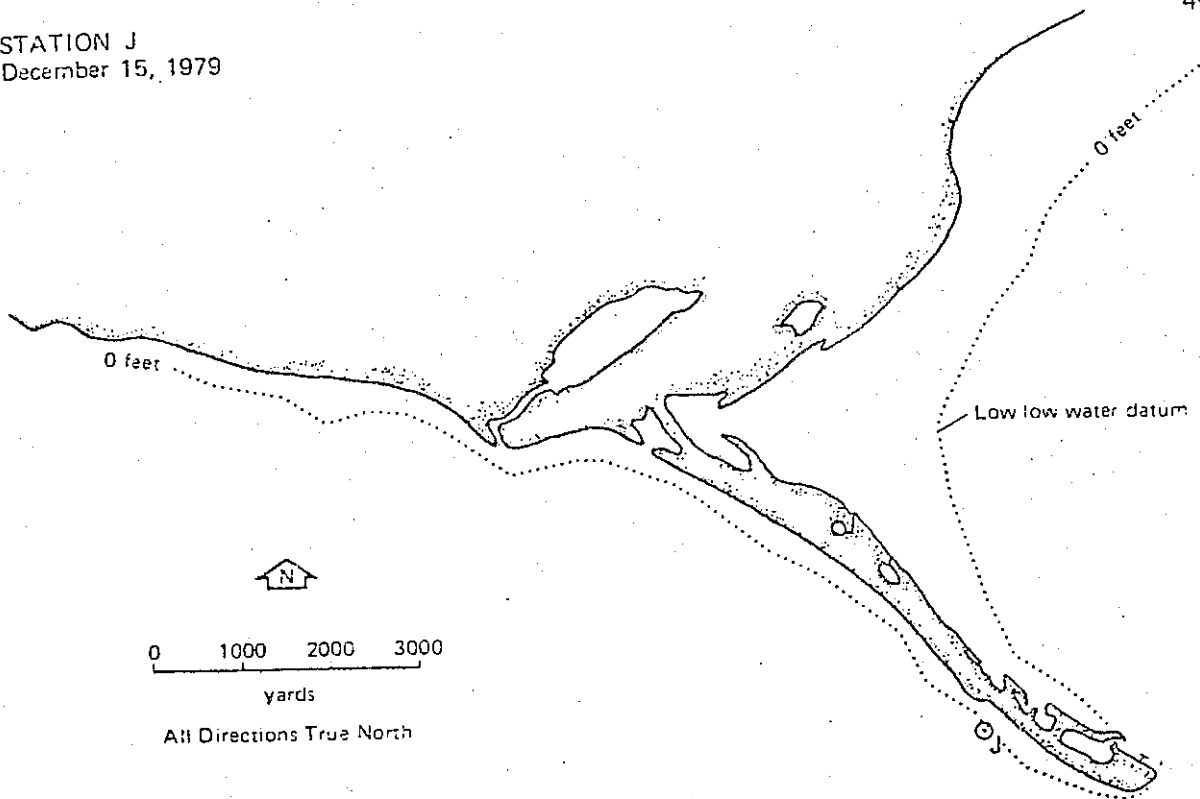 STATION J
December 15, 1979
0 feet
0 feet
Low low water datum
J
N
0 1000 2000 3000
yards
All Directions True North